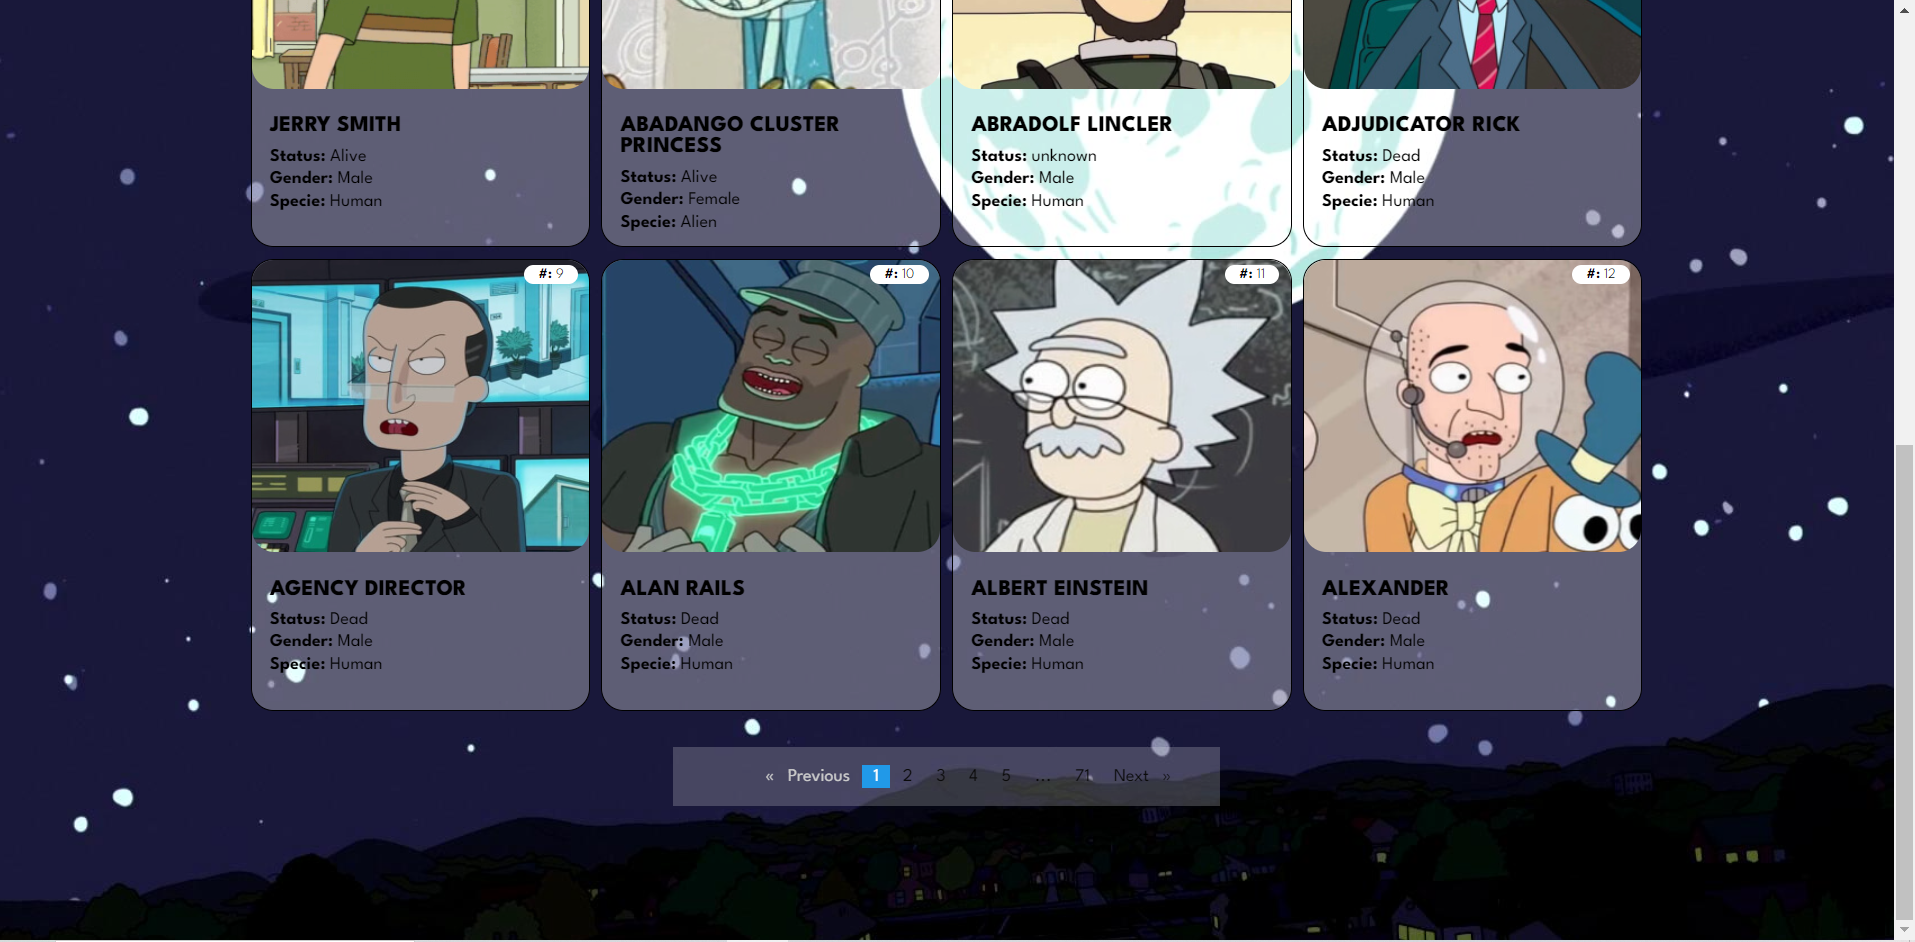 JERRY SMITH
Status: Alive
Gender: Male
Specie: Human
ABADANGO CLUSTER
PRINCESS
Status: Alive
Gender: Female
Specie: Alien
ABRADOLF LINCLER
Status: unknown
Gender: Male
Specie: Human
ADJUDICATOR RICK
Status: Dead
Gender: Male
Specie: Human
#: 9
AGENCY DIRECTOR
Status: Dead
Gender: Male
Specie: Human
#: 10
ALAN RAILS
Status: Dead
Gender: Male
Specie: Human
#: 11
ALBERT EINSTEIN
Status: Dead
Gender: Male
Specie: Human
#: 12
ALEXANDER
Status: Dead
Gender: Male
Specie: Human
« Previous 1 2 3 4 5 ... 71 Next »